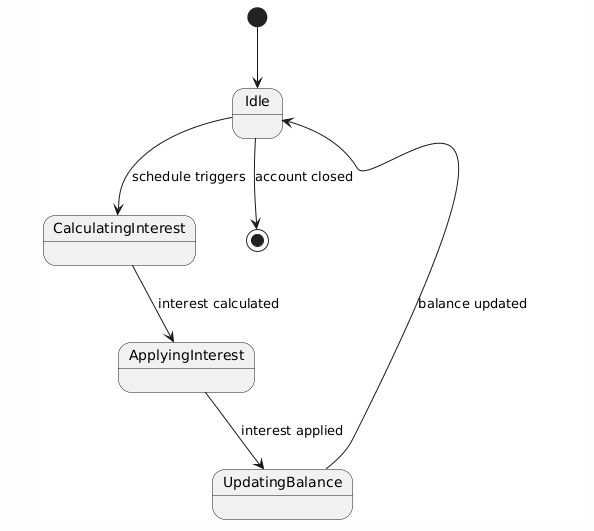 Idle
schedule triggers
account closed
CalculatingInterest
interest calculated
balance updated
ApplyingInterest
interest applied
UpdatingBalance